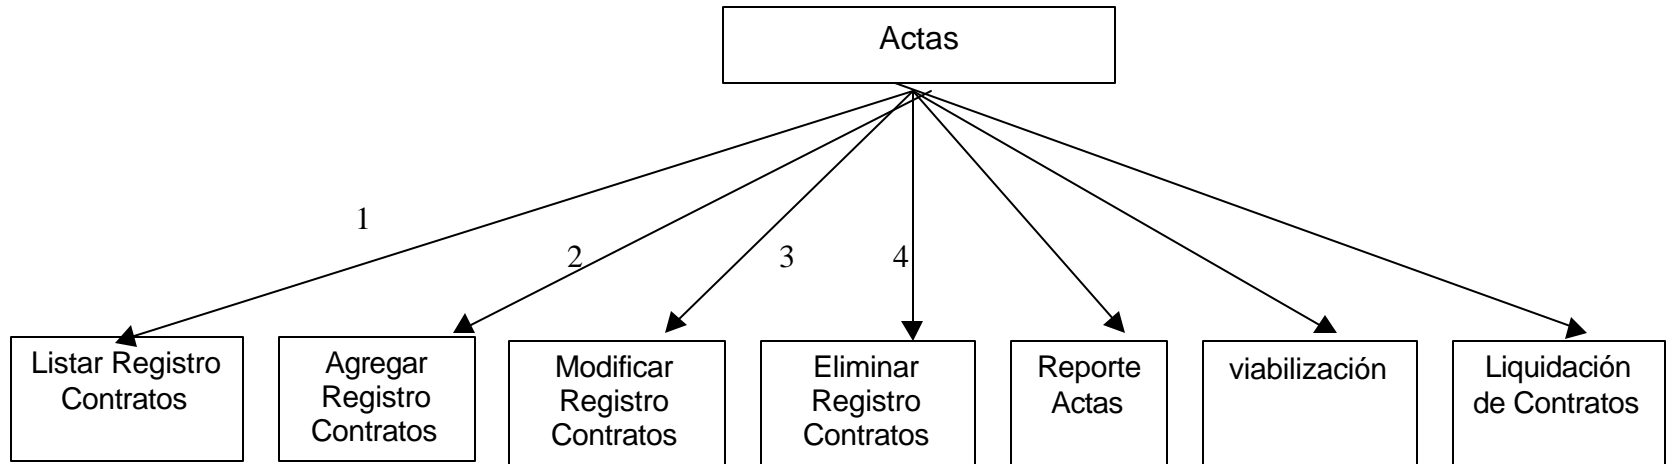 Actas
1
2
3
4
Listar Registro
Contratos
Agregar
Registro
Contratos
Modificar
Registro
Contratos
Eliminar
Registro
Contratos
Reporte
Actas
viabilización
Liquidación
de Contratos